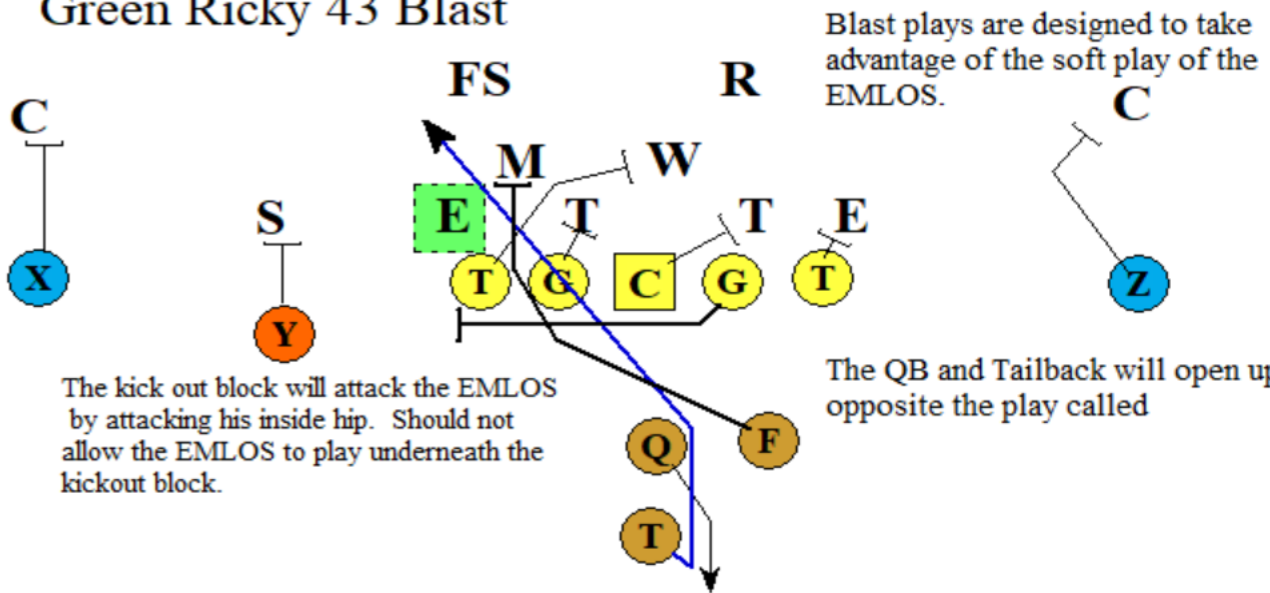 Green Ricky 43 Blast
Blast plays are designed to take
advantage of the soft play of the
EMLOS.
FS
R
C
C
M
W
S
E
T
T
E
X
T
G
C
G
T
Z
Y
The kick out block will attack the EMLOS
by attacking his inside hip. Should not
allow the EMLOS to play underneath the
kickout block.
The QB and Tailback will open up
opposite the play called
Q
F
T